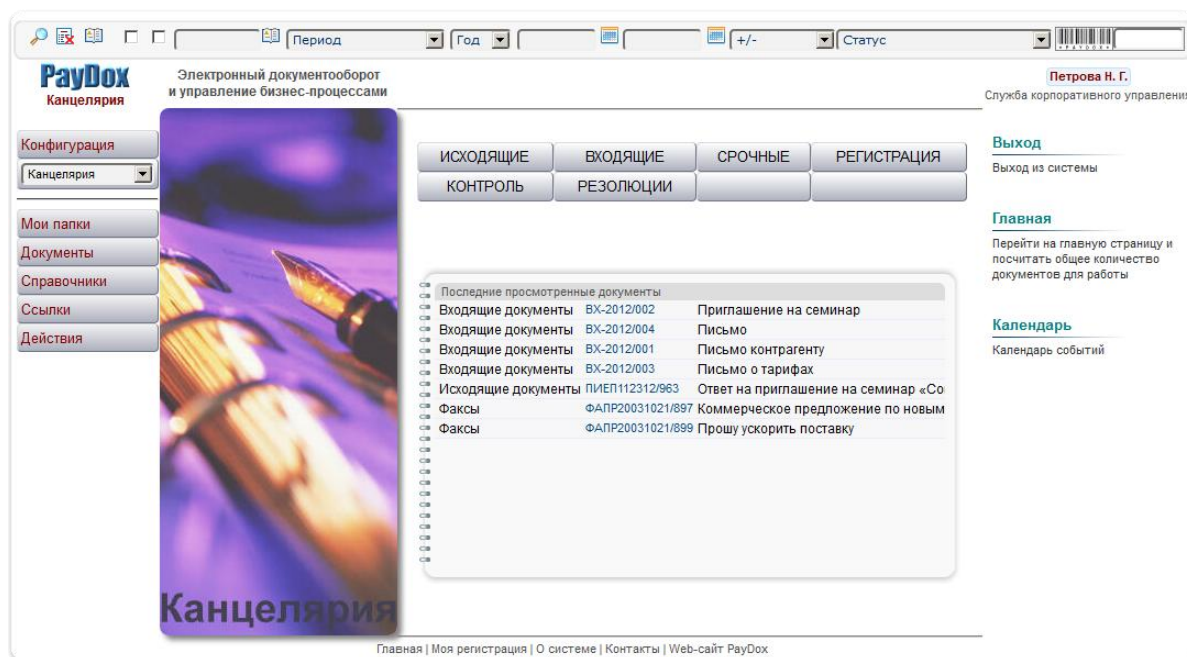 Период
Год
+/-
Статус
PAYDOX
PayDox
Канцелярия
Электронный документооборот
и управление бизнес-процессами
Петрова Н. Г.
Служба корпоративного управления
Конфигурация
Канцелярия
Мои папки
Документы
Справочники
Ссылки
Действия
Канцелярия
ИСХОДЯЩИЕ ВХОДЯЩИЕ СРОЧНЫЕ РЕГИСТРАЦИЯ
КОНТРОЛЬ РЕЗОЛЮЦИИ
Последние просмотренные документы
Входящие документы ВХ-2012/002 Приглашение на семинар
Входящие документы ВХ-2012/004 Письмо
Входящие документы ВХ-2012/001 Письмо контрагенту
Входящие документы ВХ-2012/003 Письмо о тарифах
Исходящие документы ПИЕП112312/963 Ответ на приглашение на семинар «Со
Факсы ФАПР20031021/897 Коммерческое предложение по новым
Факсы ФАПР20031021/899 Прошу ускорить поставку
Выход
Выход из системы
Главная
Перейти на главную страницу и
посчитать общее количество
документов для работы
Календарь
Календарь событий
Главная | Моя регистрация | О системе | Контакты | Web-сайт PayDox